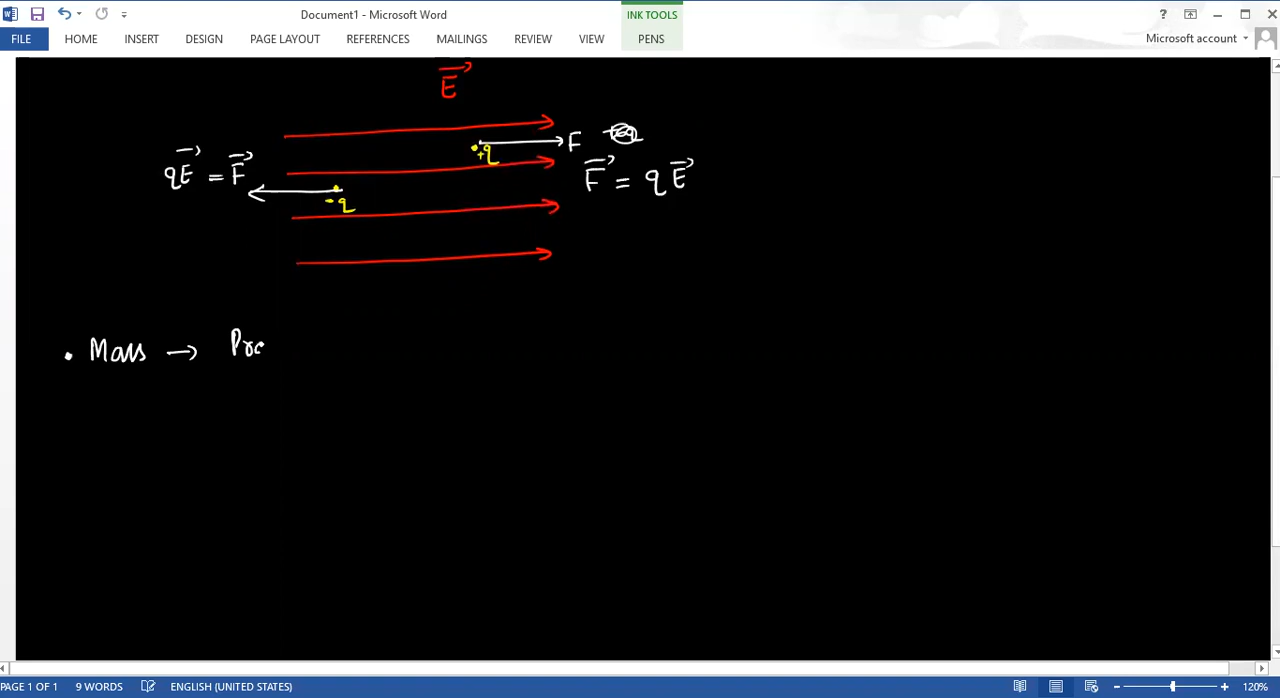 Document1 - Microsoft Word
INK TOOLS
FILE HOME INSERT DESIGN PAGE LAYOUT REFERENCES MAILINGS REVIEW VIEW PENS
Microsoft account
E
F
+q
qE = F
F = qE
-q
• Mass → Pro
PAGE 1 OF 1 9 WORDS ENGLISH (UNITED STATES) 120%